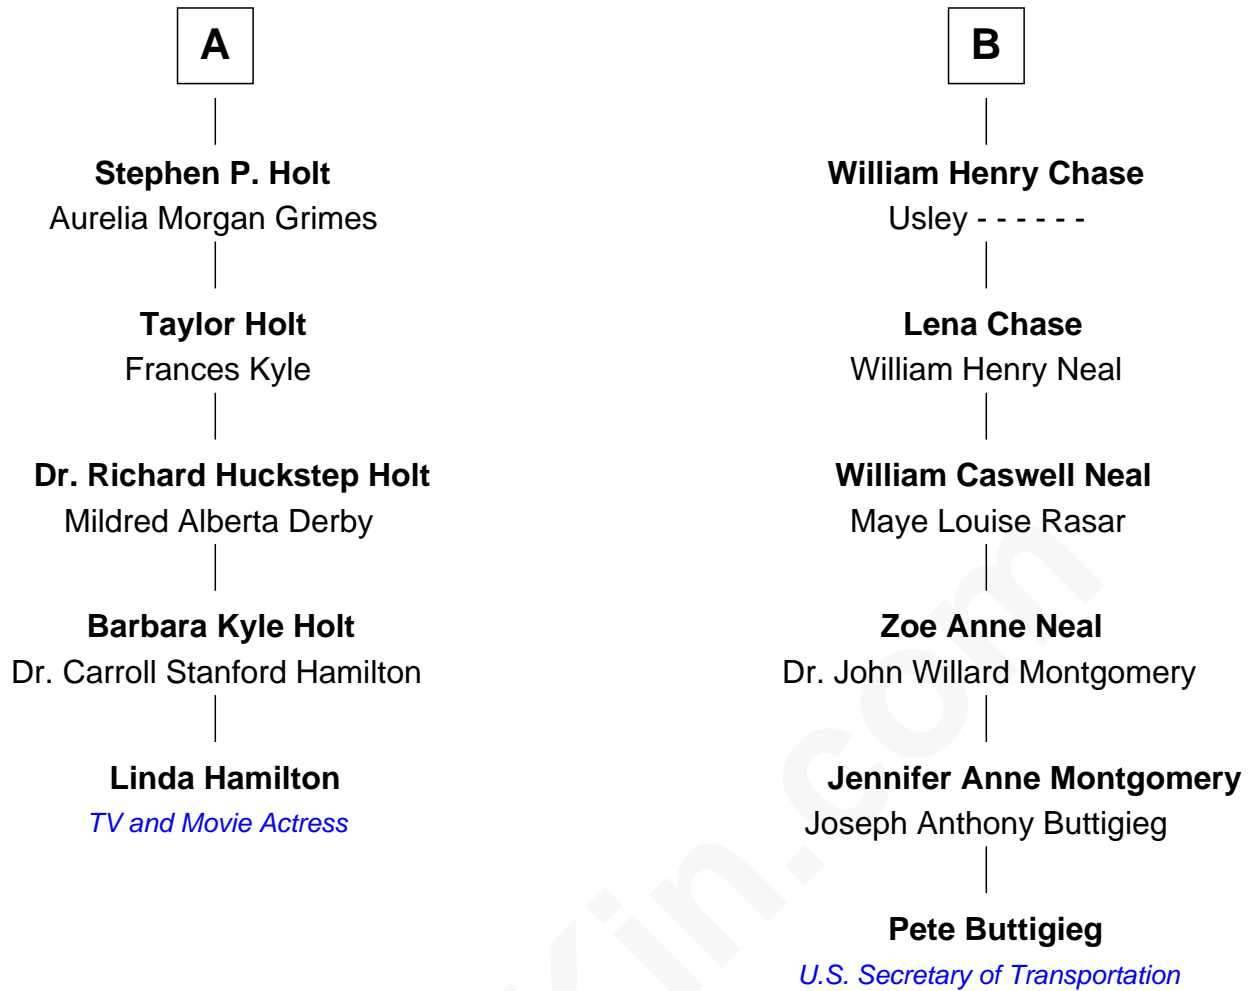 A
Stephen P. Holt
Aurelia Morgan Grimes
Taylor Holt
Frances Kyle
Dr. Richard Huckstep Holt
Mildred Alberta Derby
Barbara Kyle Holt
Dr. Carroll Stanford Hamilton
Linda Hamilton
TV and Movie Actress
B
William Henry Chase
Usley - - - - - -
Lena Chase
William Henry Neal
William Caswell Neal
Maye Louise Rasar
Zoe Anne Neal
Dr. John Willard Montgomery
Jennifer Anne Montgomery
Joseph Anthony Buttigieg
Pete Buttigieg
U.S. Secretary of Transportation
Kin.com